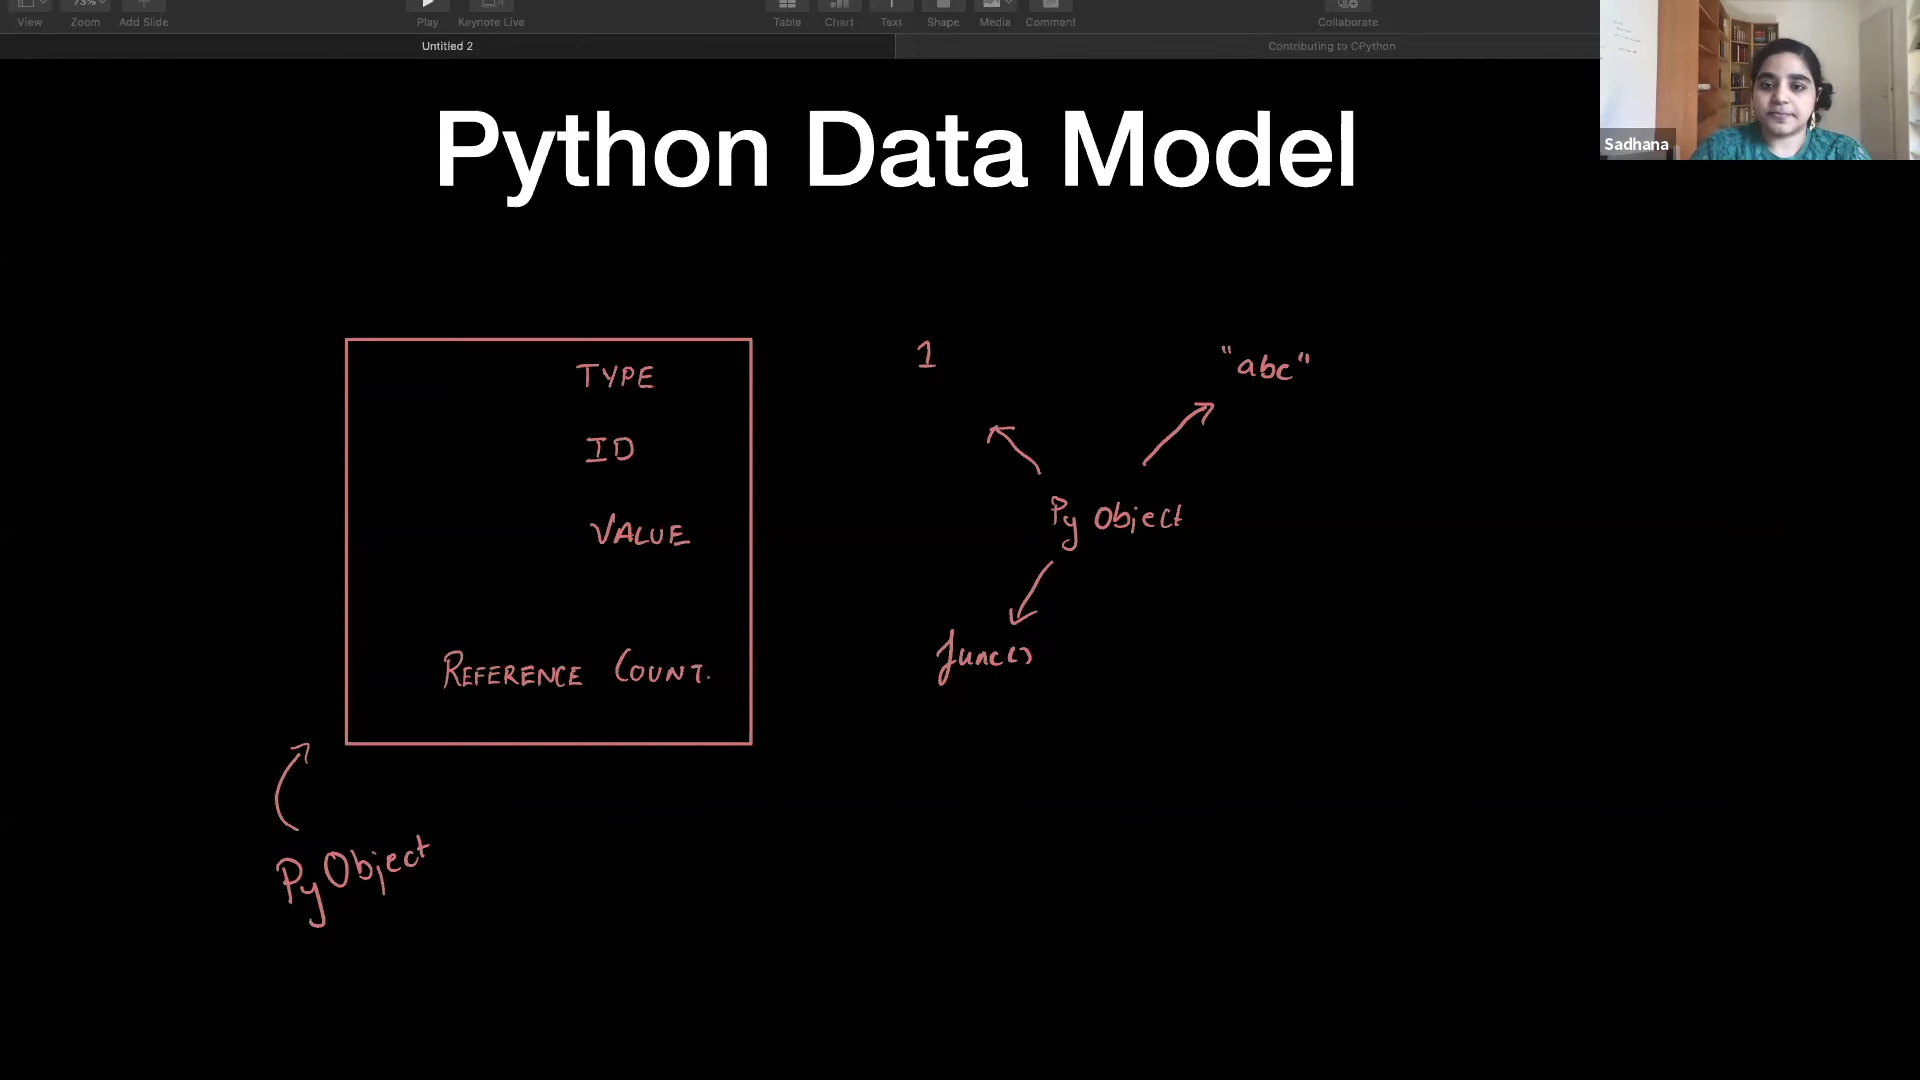 View
73%
Zoom
Add Slide
Play
Keynote Live
Table
Chart
Text
Shape
Media
Comment
Collaborate
Untitled 2
Contributing to CPython
Sadhana
Python Data Model
TYPE
ID
VALUE
REFERENCE COUNT.
PyObject
1
"abc"
Py Object
func()